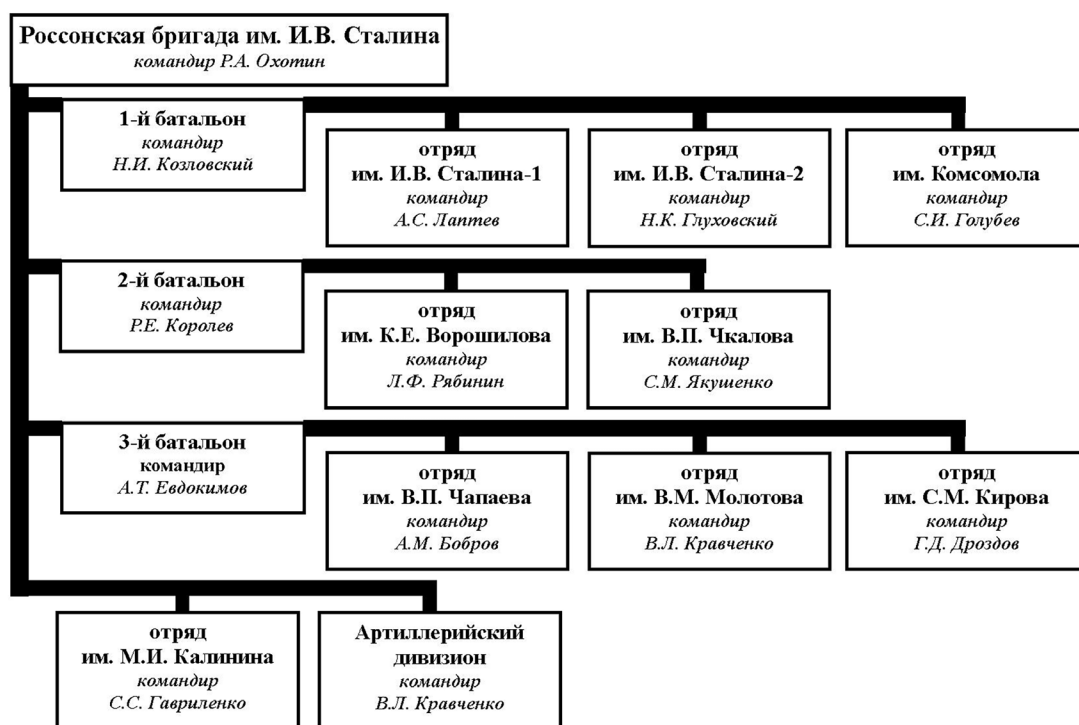 Россонская бригада им. И.В. Сталина
командир Р.А. Охотин
1-й батальон
командир
Н.И. Козловский
отряд
им. И.В. Сталина-1
командир
А.С. Лаптев
отряд
им. И.В. Сталина-2
командир
Н.К. Глуховский
отряд
им. Комсомола
командир
С.И. Голубев
2-й батальон
командир
Р.Е. Королев
отряд
им. К.Е. Ворошилова
командир
Л.Ф. Рябинин
отряд
им. В.П. Чкалова
командир
С.М. Якушенко
3-й батальон
командир
А.Т. Евдокимов
отряд
им. В.П. Чапаева
командир
А.М. Бобров
отряд
им. В.М. Молотова
командир
В.Л. Кравченко
отряд
им. С.М. Кирова
командир
Г.Д. Дроздов
отряд
им. М.И. Калинина
командир
С.С. Гавриленко
Артиллерийский
дивизион
командир
В.Л. Кравченко